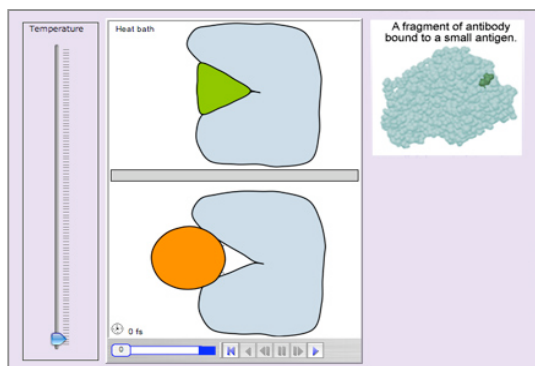 Temperature
Heat bath
A fragment of antibody
bound to a small antigen.
0 fs
0